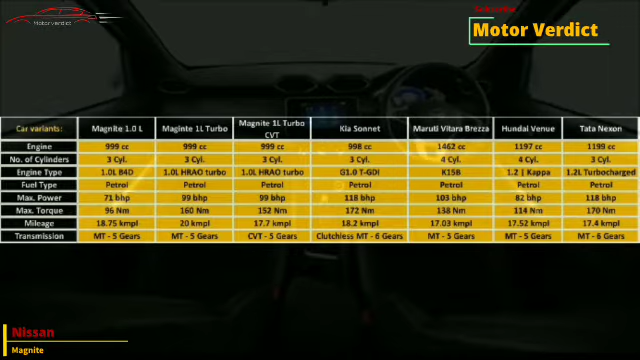 MotorVerdict
Motor Verdict
Car variants: Magnite 1.0 L Maginte 1L Turbo Magnite 1L Turbo CVT Kia Sonnet Maruti Vitara Brezza Hundai Venue Tata Nexon
Engine 999 cc 999 cc 999 cc 998 cc 1462 cc 1197 cc 1199 cc
No. of Cylinders 3 Cyl. 3 Cyl. 3 Cyl. 3 Cyl. 4 Cyl. 4 Cyl. 3 Cyl.
Engine Type 1.0L B4D 1.0L HRAO turbo 1.0L HRAO turbo G1.0 T-GDI K15B 1.2 | Kappa 1.2L Turbocharged
Fuel Type Petrol Petrol Petrol Petrol Petrol Petrol Petrol
Max. Power 71 bhp 99 bhp 99 bhp 118 bhp 103 bhp 82 bhp 118 bhp
Max. Torque 96 Nm 160 Nm 152 Nm 172 Nm 138 Nm 114 Nm 170 Nm
Mileage 18.75 kmpl 20 kmpl 17.7 kmpl 18.2 kmpl 17.03 kmpl 17.52 kmpl 17.4 kmpl
Transmission MT - 5 Gears MT - 5 Gears CVT - 5 Gears Clutchless MT - 6 Gears MT - 5 Gears MT - 5 Gears MT - 6 Gears
Nissan
Magnite